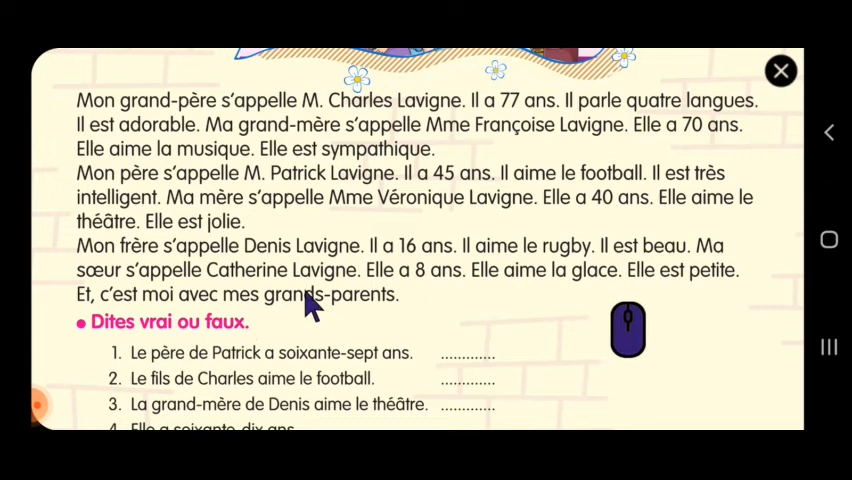 Mon grand-père s'appelle M. Charles Lavigne. Il a 77 ans. Il parle quatre langues.
Il est adorable. Ma grand-mère s'appelle Mme Françoise Lavigne. Elle a 70 ans.
Elle aime la musique. Elle est sympathique.
Mon père s'appelle M. Patrick Lavigne. Il a 45 ans. Il aime le football. Il est très
intelligent. Ma mère s'appelle Mme Véronique Lavigne. Elle a 40 ans. Elle aime le
théâtre. Elle est jolie.
Mon frère s'appelle Denis Lavigne. Il a 16 ans. Il aime le rugby. Il est beau. Ma
sœur s'appelle Catherine Lavigne. Elle a 8 ans. Elle aime la glace. Elle est petite.
Et, c'est moi avec mes grands-parents.
• Dites vrai ou faux.
1. Le père de Patrick a soixante-sept ans. .............
2. Le fils de Charles aime le football. .............
3. La grand-mère de Denis aime le théâtre. .............
4. Elle a soixante-dix ans.